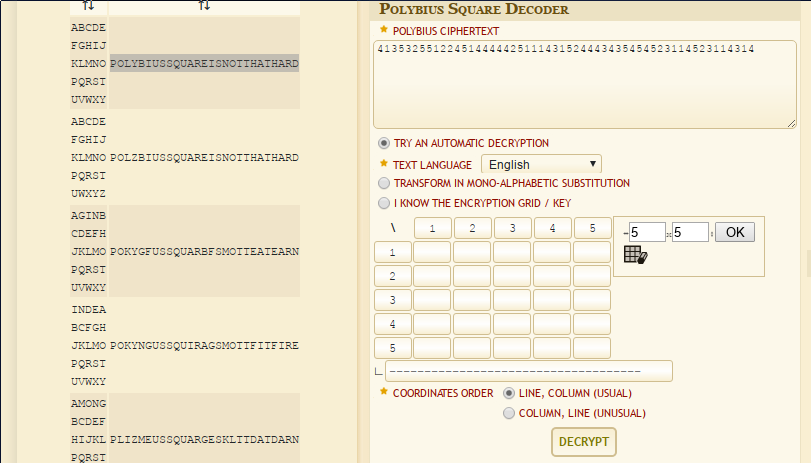 ABCDE
FGHIJ
KLMNO POLYBIUSSQUAREISNOTTHATHARD
PQRST
UVWXY
ABCDE
FGHIJ
KLMNO POLZBIUSSQUAREISNOTTHATHARD
PQRST
UWXYZ
AGINB
CDEFH
JKLMO POKYGFUSSQUARBFSMOTTEATEARN
PQRST
UVWXY
INDEA
BCFGH
JKLMO POKYNGUSSQUIRAGSMOTTFITFIRE
PQRST
UVWXY
AMONG
BCDEF
HIJKL PLIZMEUSSQUARGESKLTTDATDARN
PQRST
Polybius Square Decoder
POLYBIUS CIPHERTEXT
413532551224514444425111431524443435454523114523114314
TRY AN AUTOMATIC DECRYPTION
TEXT LANGUAGE English
TRANSFORM IN MONO-ALPHABETIC SUBSTITUTION
I KNOW THE ENCRYPTION GRID / KEY
\ 1 2 3 4 5
1
2
3
4
5
5 5 OK
COORDINATES ORDER LINE, COLUMN (USUAL)
COLUMN, LINE (UNUSUAL)
DECRYPT